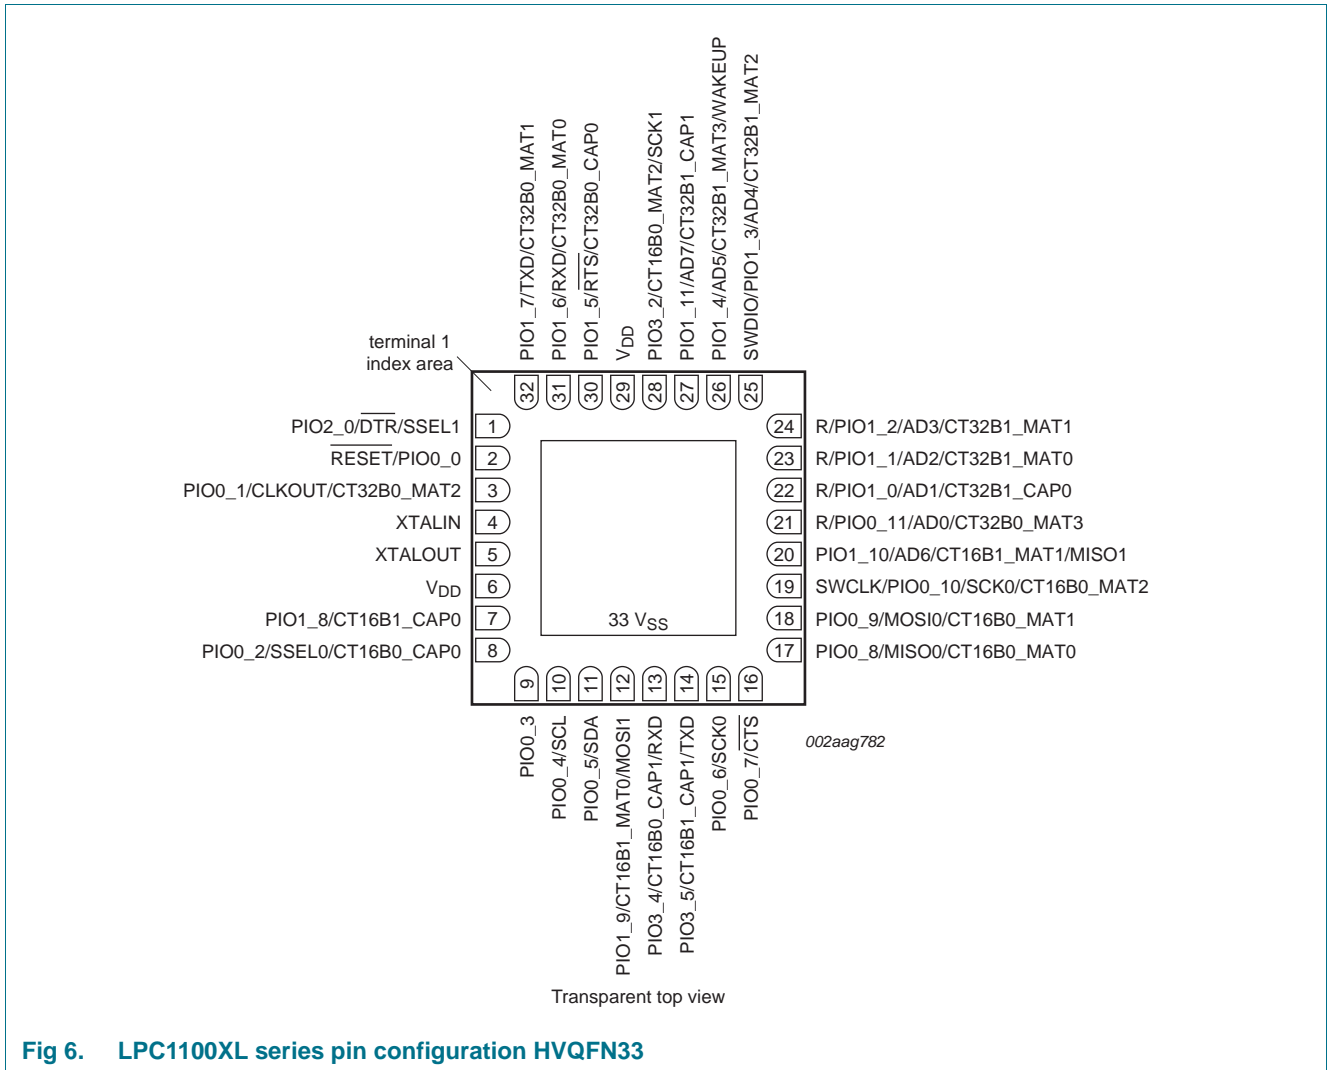 PIO1_7/TXD/CT32B0_MAT1
PIO1_6/RXD/CT32B0_MAT0
PIO1_5/RTS/CT32B0_CAP0
VDD
PIO3_2/CT16B0_MAT2/SCK1
PIO1_11/AD7/CT32B1_CAP1
PIO1_4/AD5/CT32B1_MAT3/WAKEUP
SWDIO/PIO1_3/AD4/CT32B1_MAT2
terminal 1
index area
32 31 30 29 28 27 26 25
PIO2_0/DTR/SSEL1 1
RESET/PIO0_0 2
PIO0_1/CLKOUT/CT32B0_MAT2 3
XTALIN 4
XTALOUT 5
VDD 6
PIO1_8/CT16B1_CAP0 7
PIO0_2/SSEL0/CT16B0_CAP0 8
24 R/PIO1_2/AD3/CT32B1_MAT1
23 R/PIO1_1/AD2/CT32B1_MAT0
22 R/PIO1_0/AD1/CT32B1_CAP0
21 R/PIO0_11/AD0/CT32B0_MAT3
20 PIO1_10/AD6/CT16B1_MAT1/MISO1
19 SWCLK/PIO0_10/SCK0/CT16B0_MAT2
18 PIO0_9/MOSI0/CT16B0_MAT1
17 PIO0_8/MISO0/CT16B0_MAT0
33 VSS
9 10 11 12 13 14 15 16
PIO0_3
PIO0_4/SCL
PIO0_5/SDA
PIO1_9/CT16B1_MAT0/MOSI1
PIO3_4/CT16B0_CAP1/RXD
PIO3_5/CT16B1_CAP1/TXD
PIO0_6/SCK0
PIO0_7/CTS
002aag782
Transparent top view
Fig 6. LPC1100XL series pin configuration HVQFN33